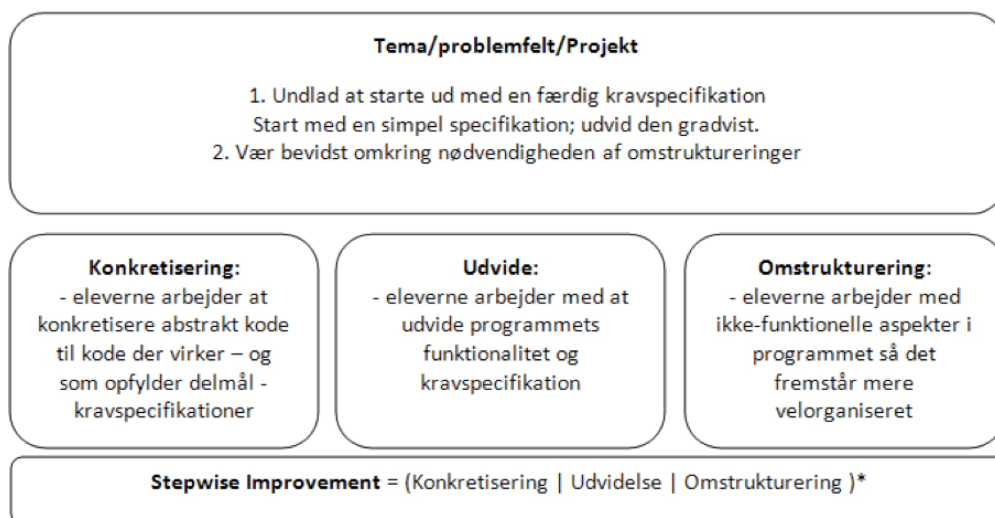 Tema/problemfelt/Projekt
1. Undlad at starte ud med en færdig kravspecifikation
Start med en simpel specifikation; udvid den gradvist.
2. Vær bevidst omkring nødvendigheden af omstruktureringer
Konkretisering:
- eleverne arbejder at
konkretisere abstrakt kode
til kode der virker – og
som opfylder delmål -
kravspecifikationer
Udvide:
- eleverne arbejder med at
udvide programmets
funktionalitet og
kravspecifikation
Omstrukturering:
- eleverne arbejder med
ikke-funktionelle aspekter i
programmet så det
fremstår mere
velorganiseret
Stepwise Improvement = (Konkretisering | Udvidelse | Omstrukturering )*